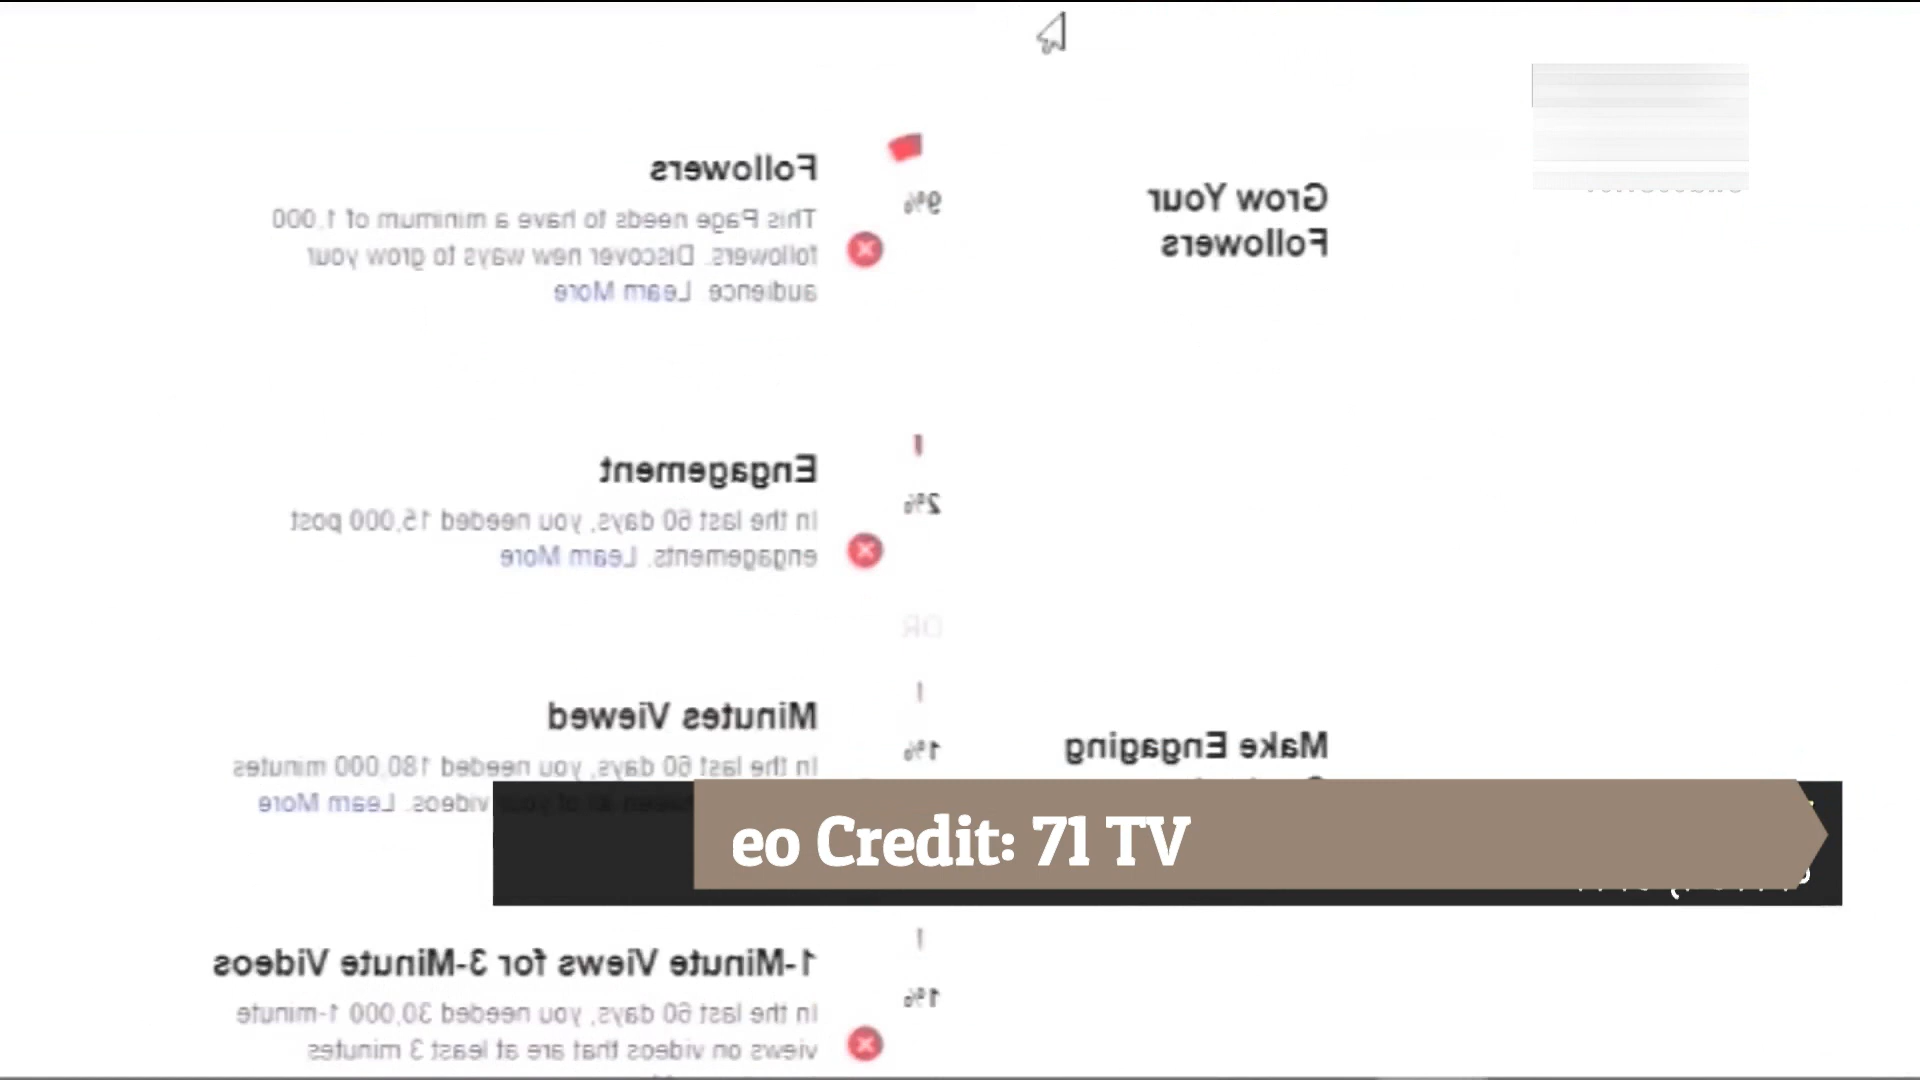 Grow Your
Followers
9%
Followers
This Page needs to have a minimum of 1,000
followers. Discover new ways to grow your
audience. Learn More
2%
Engagement
In the last 60 days, you needed 15,000 post
engagements. Learn More
OR
Make Engaging
1%
Minutes Viewed
In the last 60 days, you needed 180,000 minutes
videos. Learn More
eo Credit: 71 TV
1%
1-Minute Views for 3-Minute Videos
In the last 60 days, you needed 30,000 1-minute
views on videos that are at least 3 minutes